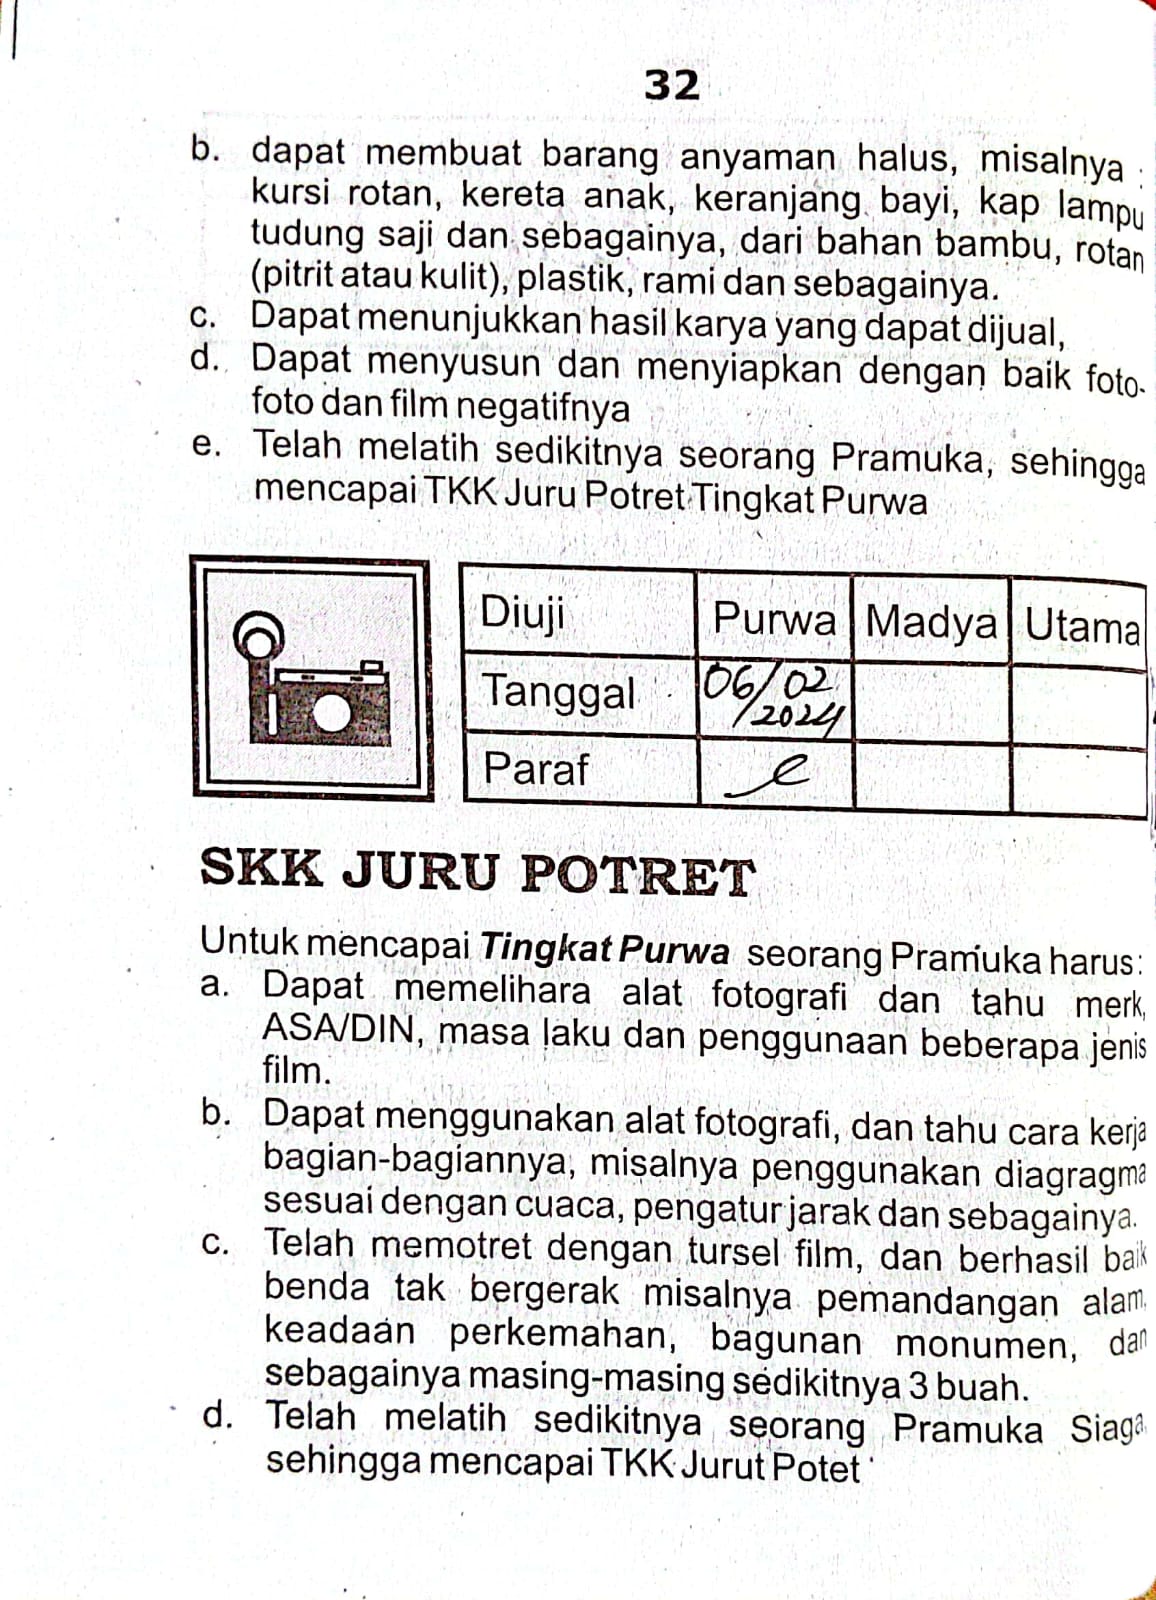 32
b. dapat membuat barang anyaman halus, misalnya :
kursi rotan, kereta anak, keranjang bayi, kap lampu
tudung saji dan sebagainya, dari bahan bambu, rotan
(pitrit atau kulit), plastik, rami dan sebagainya.
c. Dapat menunjukkan hasil karya yang dapat dijual,
d. Dapat menyusun dan menyiapkan dengan baik foto-
foto dan film negatifnya
e. Telah melatih sedikitnya seorang Pramuka, sehingga
mencapai TKK Juru Potret Tingkat Purwa
Diuji Purwa Madya Utama
Tanggal 06/02
/2024
Paraf
SKK JURU POTRET
Untuk mencapai Tingkat Purwa seorang Pramuka harus:
a. Dapat memelihara alat fotografi dan tahu merk,
ASA/DIN, masa laku dan penggunaan beberapa jenis
film.
b. Dapat menggunakan alat fotografi, dan tahu cara kerja
bagian-bagiannya, misalnya penggunakan diagragma
sesuai dengan cuaca, pengatur jarak dan sebagainya.
c. Telah memotret dengan tursel film, dan berhasil baik
benda tak bergerak misalnya pemandangan alam,
keadaan perkemahan, bagunan monumen, dan
sebagainya masing-masing sedikitnya 3 buah.
d. Telah melatih sedikitnya seorang Pramuka Siaga
sehingga mencapai TKK Jurut Potet